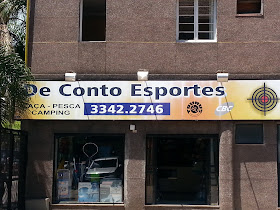 De Conto Esportes
CAÇA - PESCA
CAMPING
3342.2746
CBC